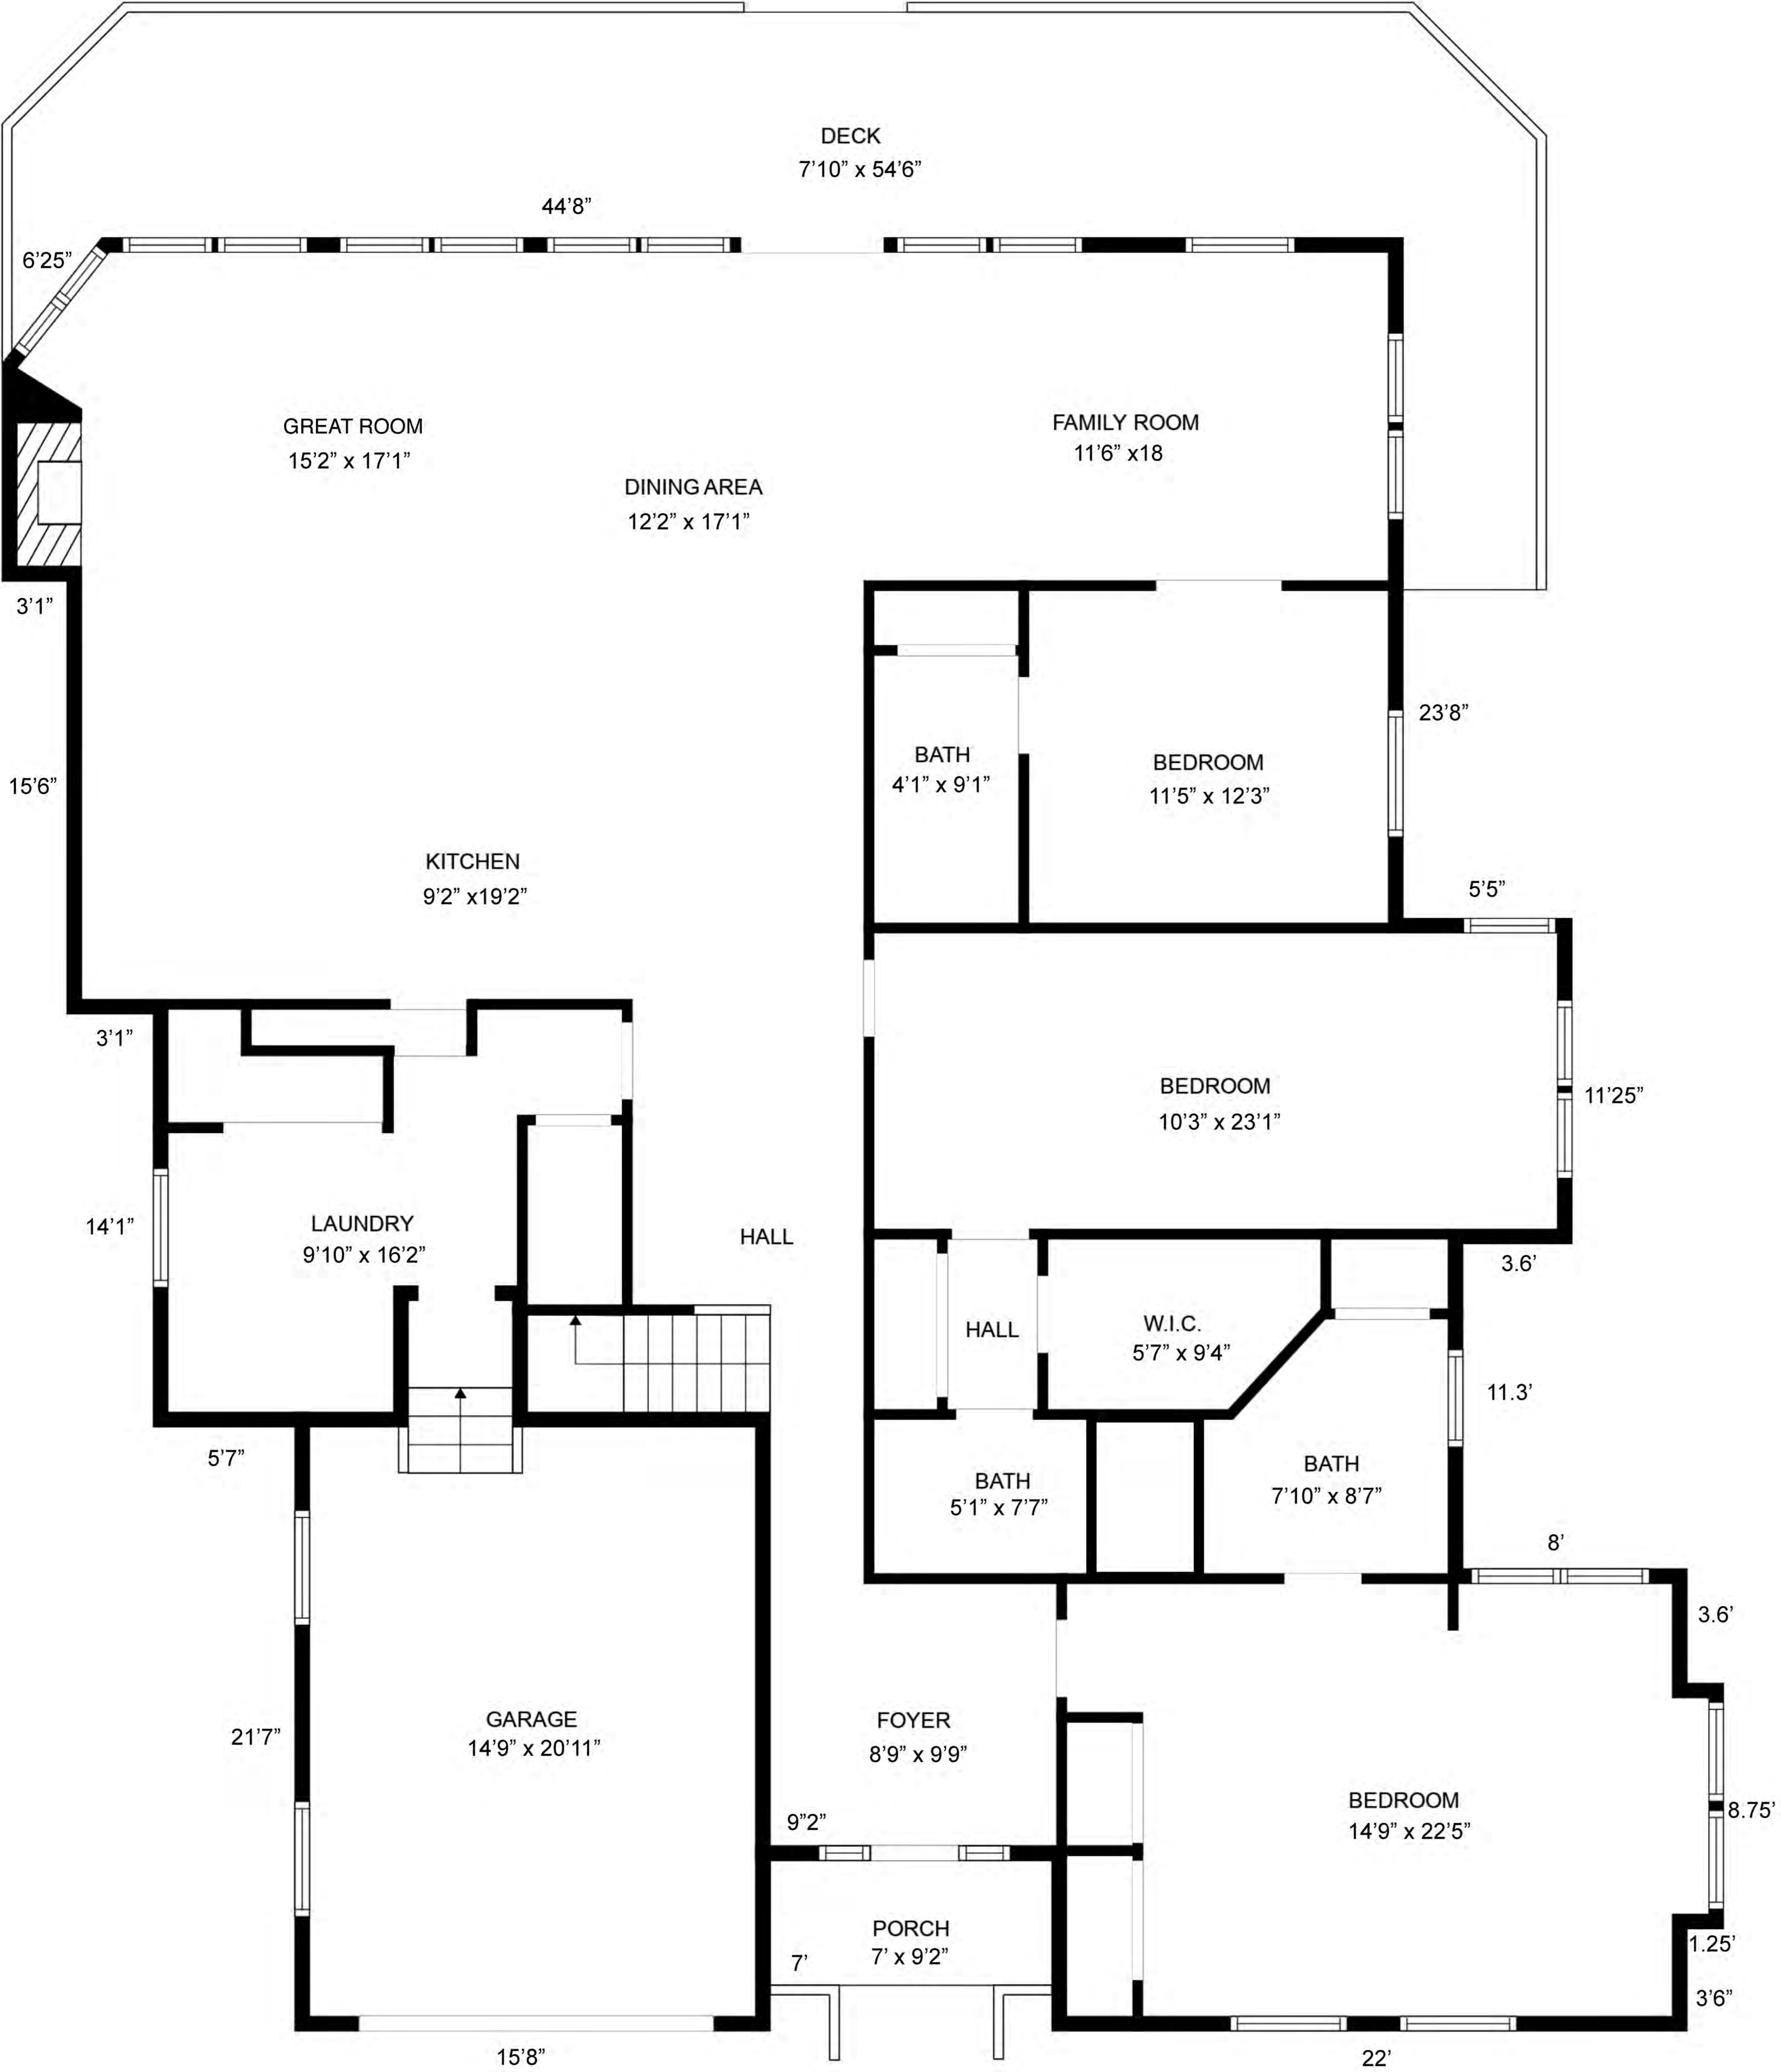 DECK
7’10” x 54’6”
44’8”
6’25”
GREAT ROOM
15’2” x 17’1”
FAMILY ROOM
11’6” x18
DINING AREA
12’2” x 17’1”
3’1”
23’8”
BATH
4’1” x 9’1”
BEDROOM
11’5” x 12’3”
15’6”
KITCHEN
9’2” x19’2”
5’5”
3’1”
BEDROOM
10’3” x 23’1”
11’25”
14’1”
LAUNDRY
9’10” x 16’2”
HALL
3.6’
HALL
W.I.C.
5’7” x 9’4”
11.3’
5’7”
BATH
5’1” x 7’7”
BATH
7’10” x 8’7”
8’
3.6’
21’7”
GARAGE
14’9” x 20’11”
FOYER
8’9” x 9’9”
9”2”
BEDROOM
14’9” x 22’5”
8.75’
PORCH
7’ x 9’2”
7’
1.25’
3’6”
15’8”
22’